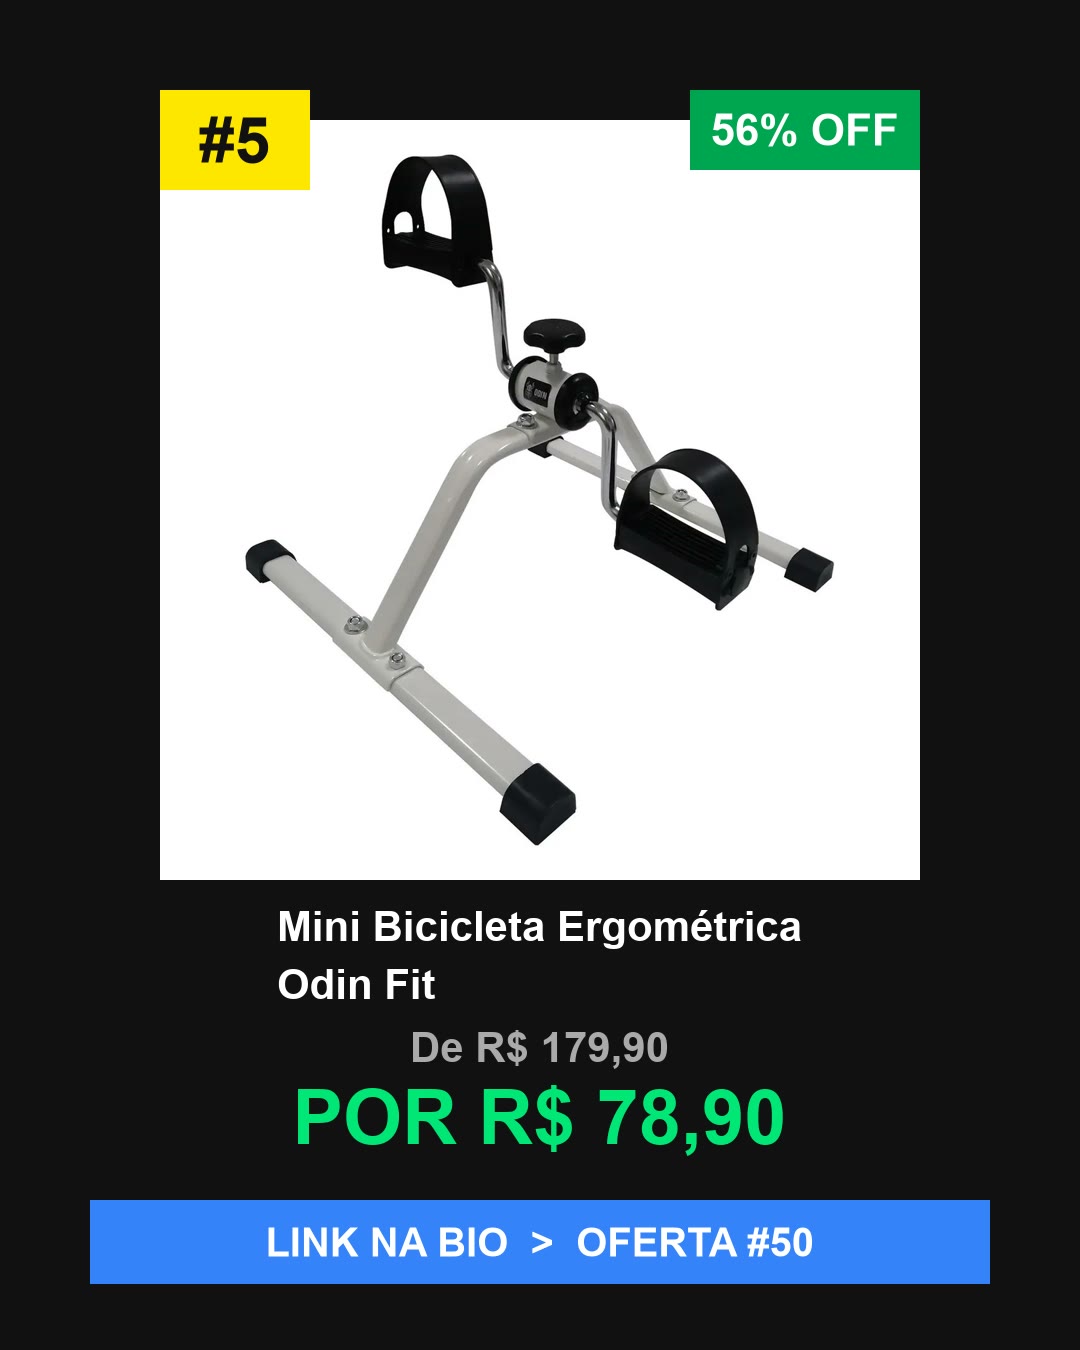 #5
56% OFF
ODIN
Mini Bicicleta Ergométrica
Odin Fit
De R$ 179,90
POR R$ 78,90
LINK NA BIO > OFERTA #50